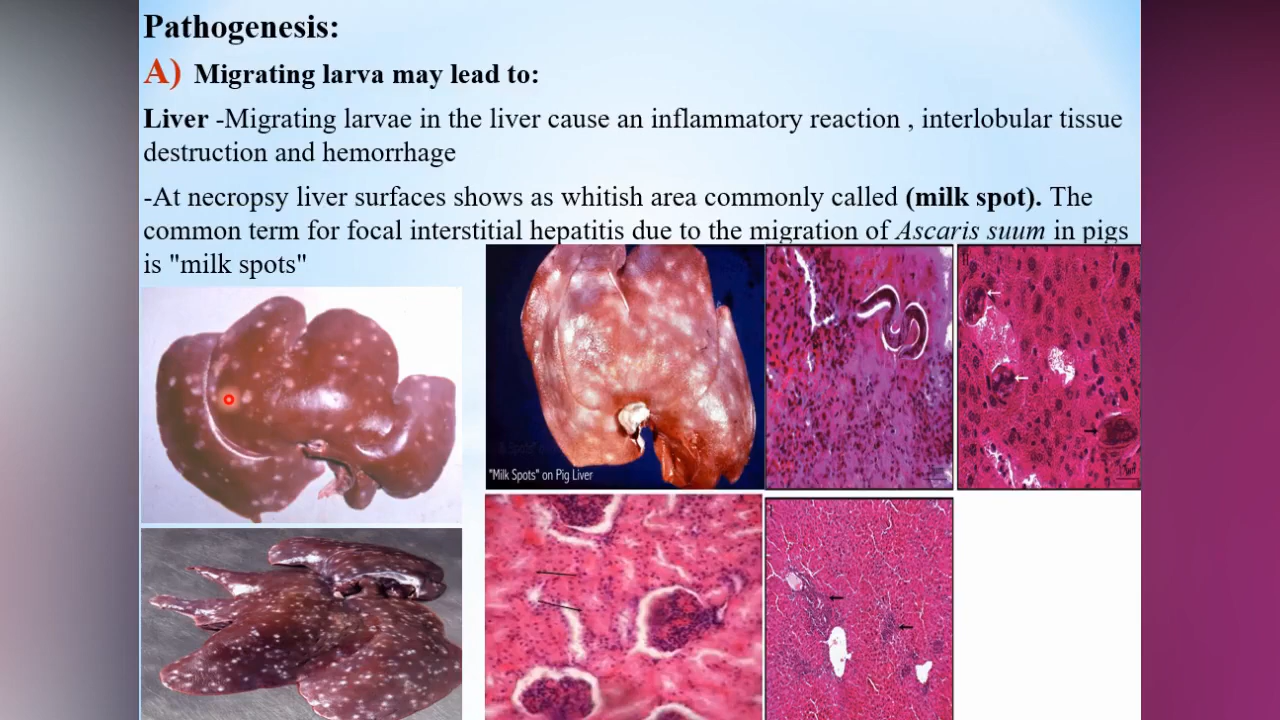 Pathogenesis:
A) Migrating larva may lead to:
Liver -Migrating larvae in the liver cause an inflammatory reaction , interlobular tissue
destruction and hemorrhage
-At necropsy liver surfaces shows as whitish area commonly called (milk spot). The
common term for focal interstitial hepatitis due to the migration of Ascaris suum in pigs
is "milk spots"
"Milk Spots" on Pig Liver